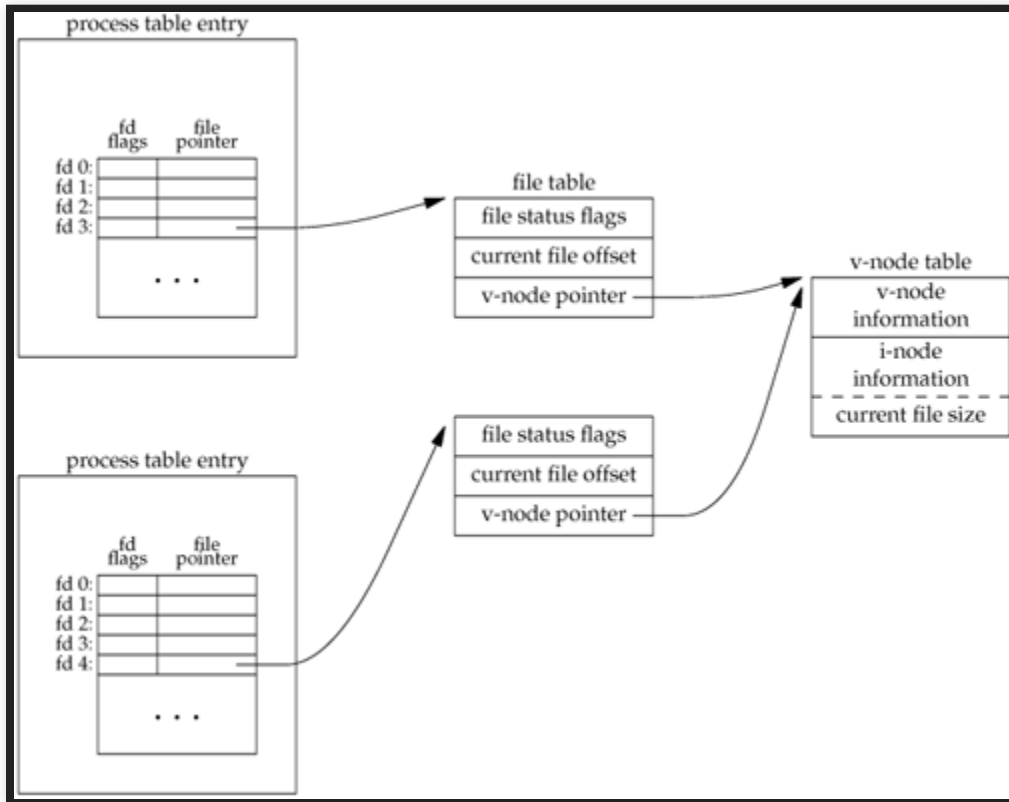 process table entry
fd
flags
file
pointer
fd 0:
fd 1:
fd 2:
fd 3:
. . .
file table
file status flags
current file offset
v-node pointer
v-node table
v-node
information
i-node
information
current file size
file status flags
current file offset
v-node pointer
process table entry
fd
flags
file
pointer
fd 0:
fd 1:
fd 2:
fd 3:
fd 4:
. . .